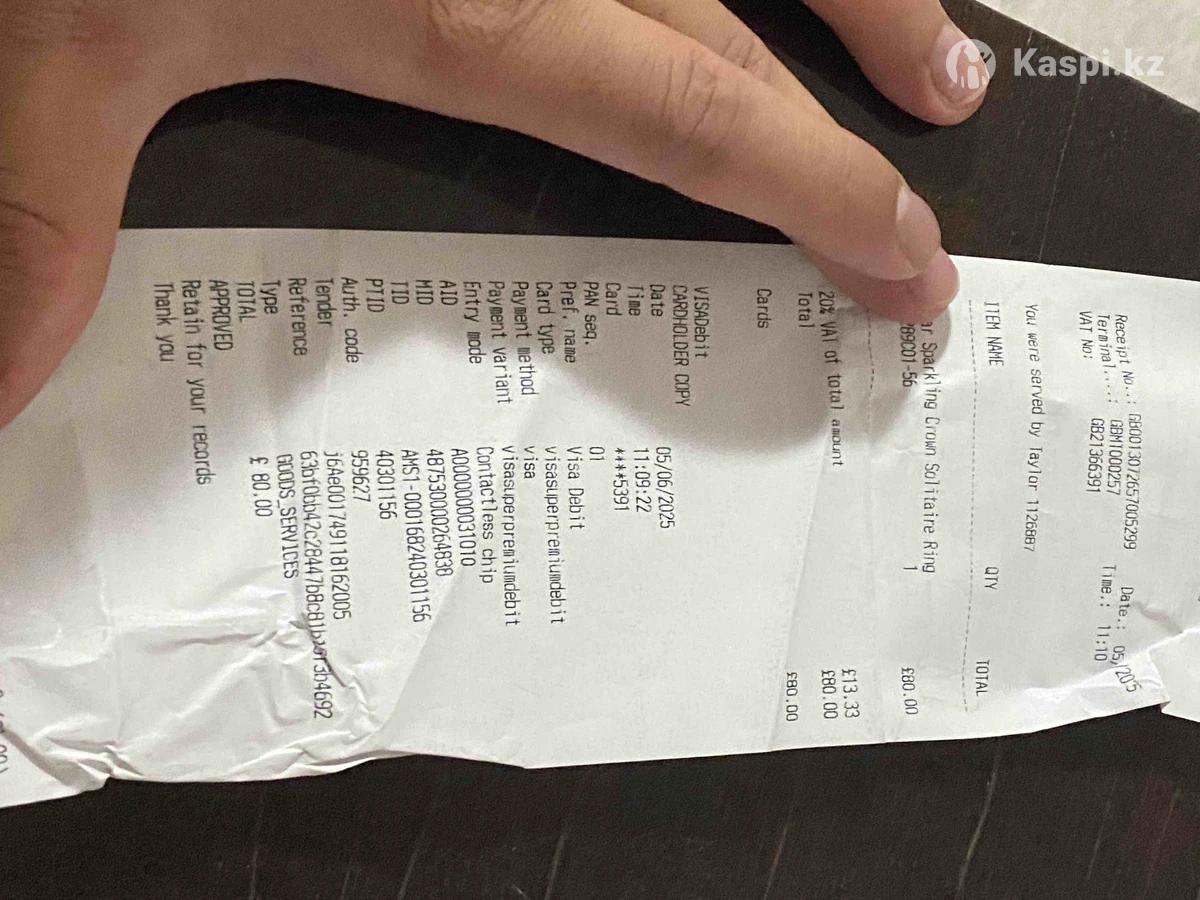 Kaspi.kz
Receipt No..: GB0013072657005299 Date.:
Terminal....: GBMT000257 Time.: 11:10
VAT No: GB21366391
You were served by Taylor 1126887
ITEM NAME QTY TOTAL
Sparkling Crown Solitaire Ring
1 £80.00
20% VAT of total amount £13.33
Total £80.00
£80.00
Cards
VISADebit
CARDHOLDER COPY
Date 05/06/2025
Time 11:09:22
Card ****5391
PAN seq. 01
Pref. name Visa Debit
Card type visasuperpremiumdebit
Payment method visa
Payment variant visasuperpremiumdebit
Entry mode Contactless chip
AID A0000000031010
MID 487530000264838
TID AMS1-000168240301156
PTID 40301156
Auth. code 959627
Tender j6Ae001749118162005
Reference
Type GOODS_SERVICES
TOTAL £ 80.00
APPROVED
Retain for your records
Thank you